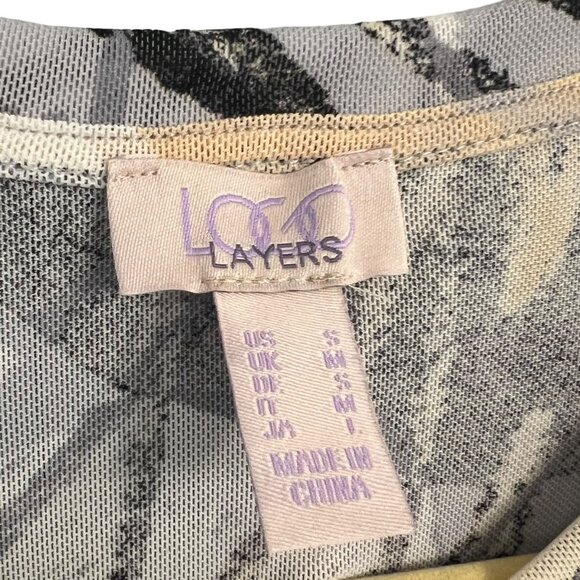 LOGO
LAYERS
US S
UK M
DE S
IT M
JA L
MADE IN
CHINA